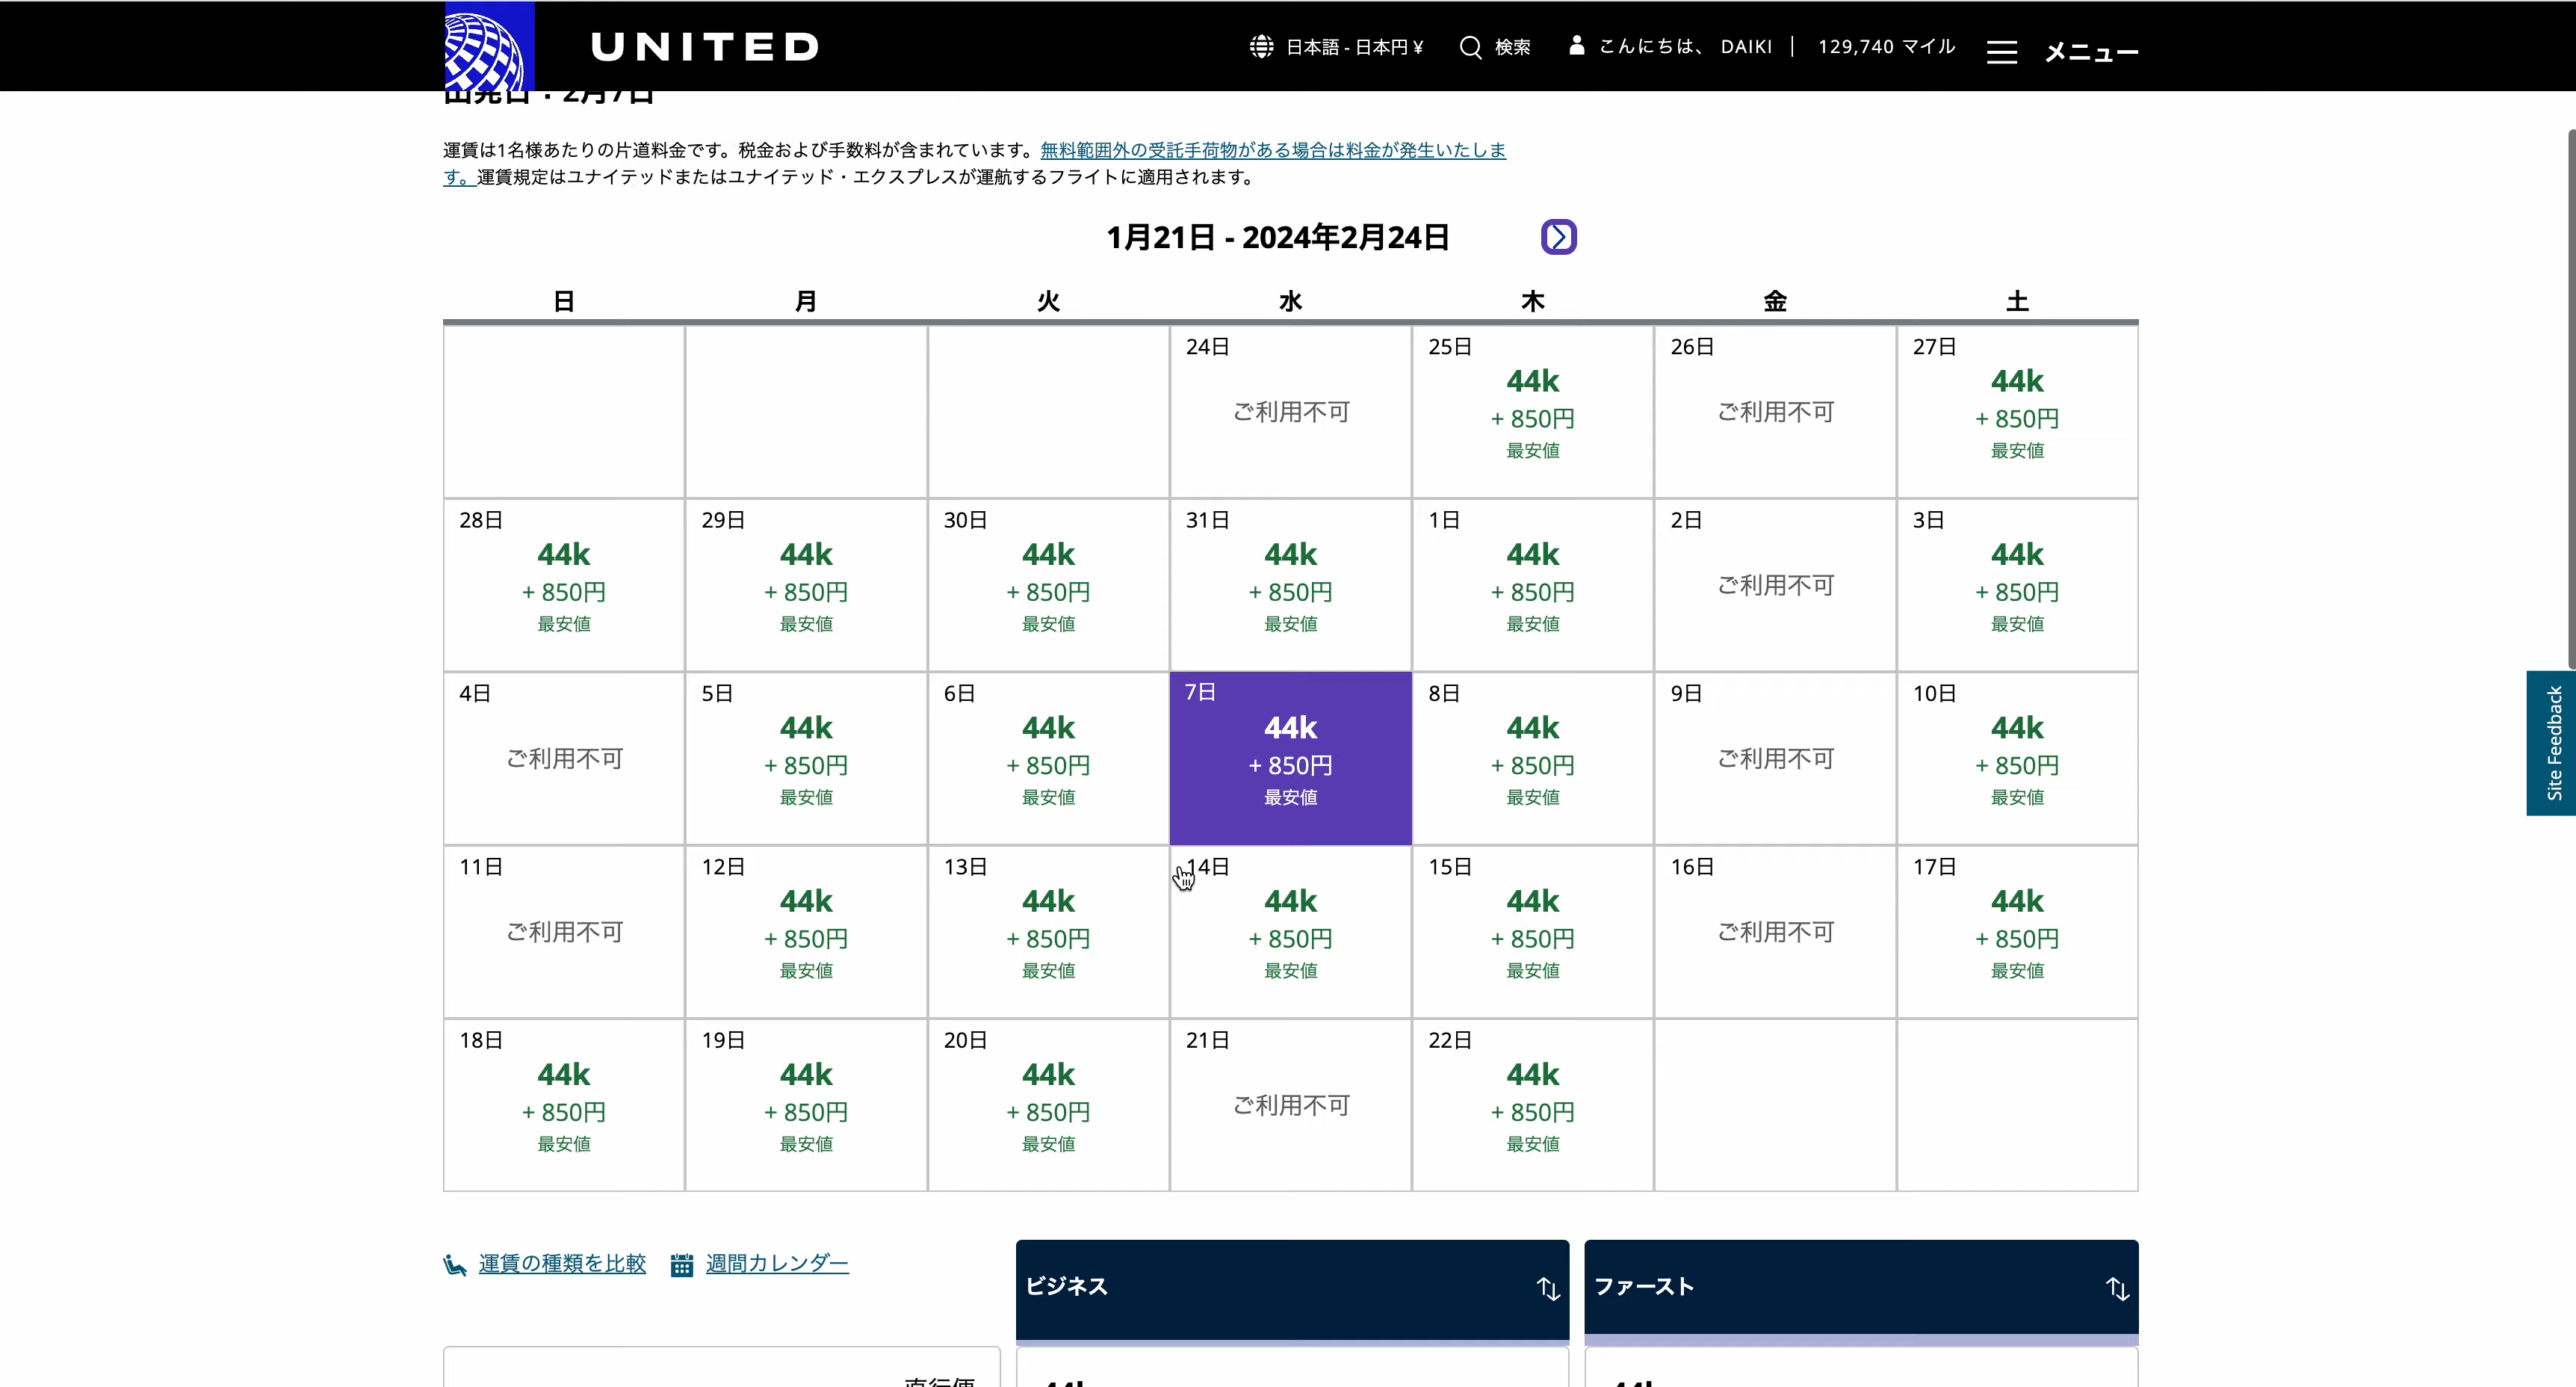 UNITED
日本語 - 日本円 ¥
検索
こんにちは、 DAIKI
129,740 マイル
メニュー
出発日：2月7日
運賃は1名様あたりの片道料金です。税金および手数料が含まれています。無料範囲外の受託手荷物がある場合は料金が発生いたしま
す。運賃規定はユナイテッドまたはユナイテッド・エクスプレスが運航するフライトに適用されます。
1月21日 - 2024年2月24日
日 月 火 水 木 金 土
24日 25日 26日 27日
ご利用不可 44k ご利用不可 44k
+ 850円 + 850円
最安値 最安値
28日 29日 30日 31日 1日 2日 3日
44k 44k 44k 44k 44k ご利用不可 44k
+ 850円 + 850円 + 850円 + 850円 + 850円 + 850円
最安値 最安値 最安値 最安値 最安値 最安値
4日 5日 6日 7日 8日 9日 10日
ご利用不可 44k 44k 44k 44k ご利用不可 44k
+ 850円 + 850円 + 850円 + 850円 + 850円
最安値 最安値 最安値 最安値 最安値
11日 12日 13日 14日 15日 16日 17日
ご利用不可 44k 44k 44k 44k ご利用不可 44k
+ 850円 + 850円 + 850円 + 850円 + 850円
最安値 最安値 最安値 最安値 最安値
18日 19日 20日 21日 22日
44k 44k 44k ご利用不可 44k
+ 850円 + 850円 + 850円 + 850円
最安値 最安値 最安値 最安値
Site Feedback
運賃の種類を比較
週間カレンダー
ビジネス
ファースト
直行便
44k
44k